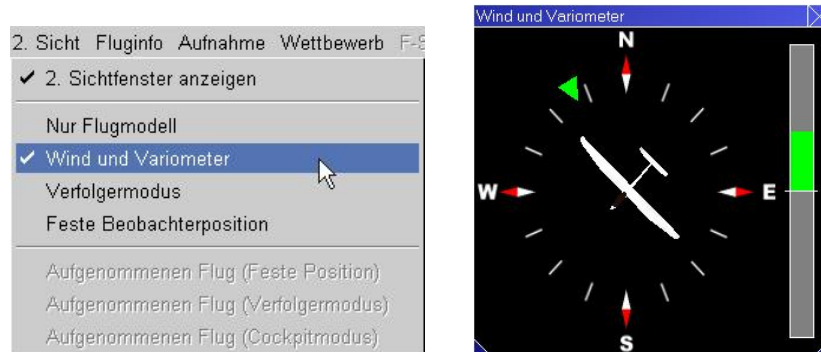 2. Sicht Fluginfo Aufnahme Wettbewerb
2. Sichtfenster anzeigen
Nur Flugmodell
Wind und Variometer
Verfolgermodus
Feste Beobachterposition
Aufgenommenen Flug (Feste Position)
Aufgenommenen Flug (Verfolgermodus)
Aufgenommenen Flug (Cockpitmodus)
Wind und Variometer
N
W E
S